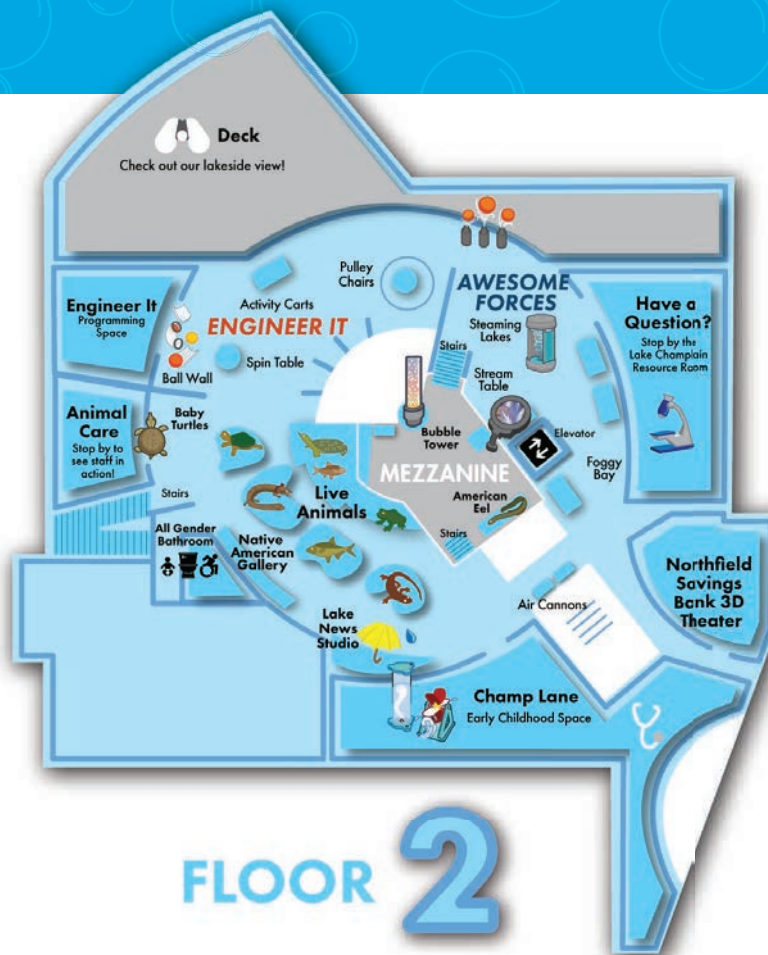 Deck
Check out our lakeside view!
Pulley
Chairs
AWESOME
FORCES
Engineer It
Programming
Space
Activity Carts
ENGINEER IT
Steaming
Lakes
Have a
Question?
Stop by the
Lake Champlain
Resource Room
Stairs
Ball Wall
Spin Table
Stream
Table
Animal
Care
Stop by to
see staff in
action!
Baby
Turtles
Bubble
Tower
Elevator
MEZZANINE
Foggy
Bay
Live
Animals
American
Eel
Stairs
Stairs
All Gender
Bathroom
Native
American
Gallery
Northfield
Savings
Bank 3D
Theater
Air Cannons
Lake
News
Studio
Champ Lane
Early Childhood Space
FLOOR 2